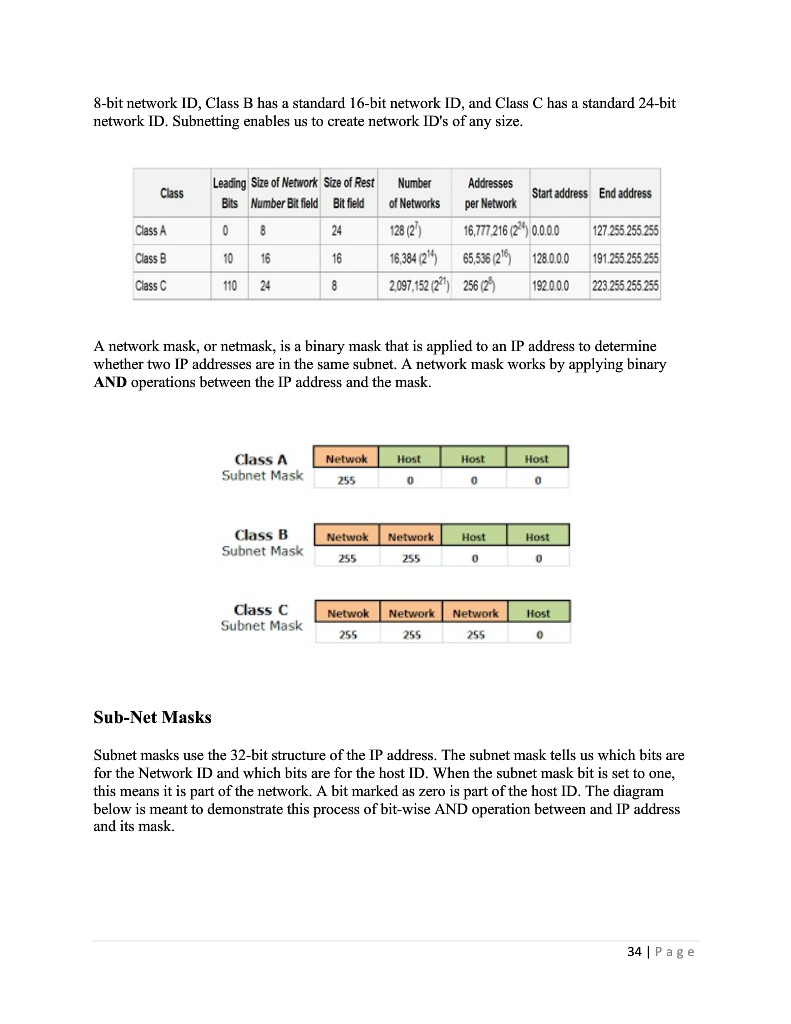 8-bit network ID, Class B has a standard 16-bit network ID, and Class C has a standard 24-bit
network ID. Subnetting enables us to create network ID's of any size.
Class Leading Bits Size of Network Number Bit field Size of Rest Bit field Number of Networks Addresses per Network Start address End address
Class A 0 8 24 128 (2⁷) 16,777,216 (2²⁴) 0.0.0.0 127.255.255.255
Class B 10 16 16 16,384 (2¹⁴) 65,536 (2¹⁶) 128.0.0.0 191.255.255.255
Class C 110 24 8 2,097,152 (2²¹) 256 (2⁸) 192.0.0.0 223.255.255.255
A network mask, or netmask, is a binary mask that is applied to an IP address to determine
whether two IP addresses are in the same subnet. A network mask works by applying binary
AND operations between the IP address and the mask.
Class A Netwok Host Host Host
Subnet Mask 255 0 0 0
Class B Netwok Network Host Host
Subnet Mask 255 255 0 0
Class C Netwok Network Network Host
Subnet Mask 255 255 255 0
Sub-Net Masks
Subnet masks use the 32-bit structure of the IP address. The subnet mask tells us which bits are
for the Network ID and which bits are for the host ID. When the subnet mask bit is set to one,
this means it is part of the network. A bit marked as zero is part of the host ID. The diagram
below is meant to demonstrate this process of bit-wise AND operation between and IP address
and its mask.
34 | Page